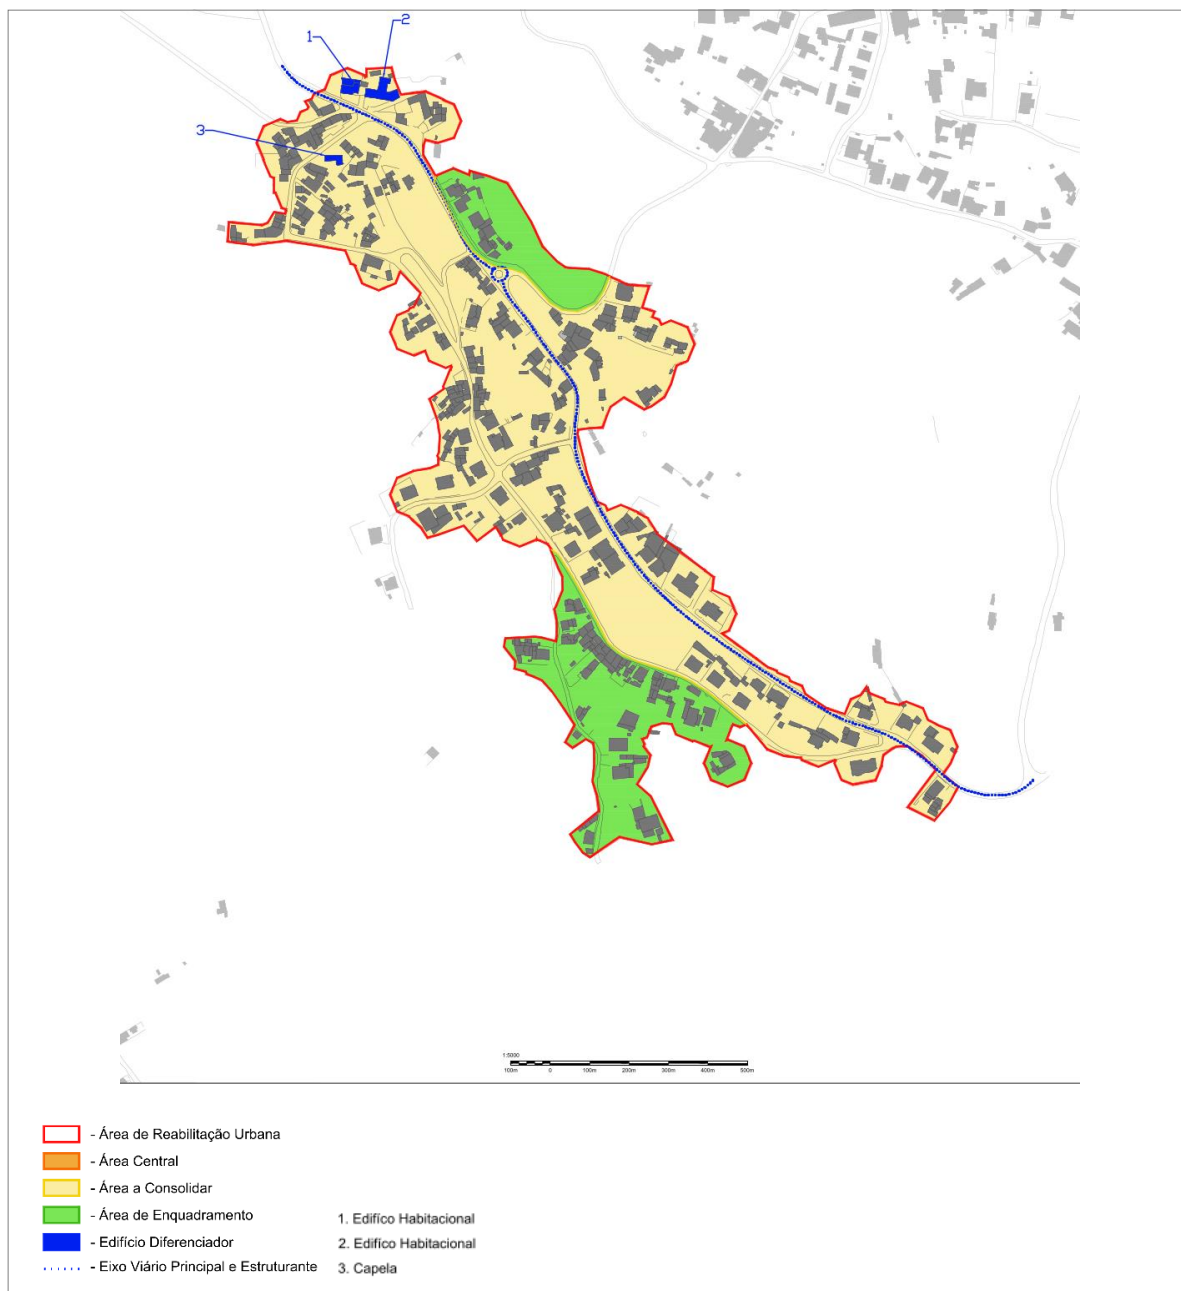 2
1
3
1:5000
100m 0 100m 200m 300m 400m 500m
- Área de Reabilitação Urbana
- Área Central
- Área a Consolidar
- Área de Enquadramento
- Edifício Diferenciador
- Eixo Viário Principal e Estruturante
1. Edifíco Habitacional
2. Edifíco Habitacional
3. Capela